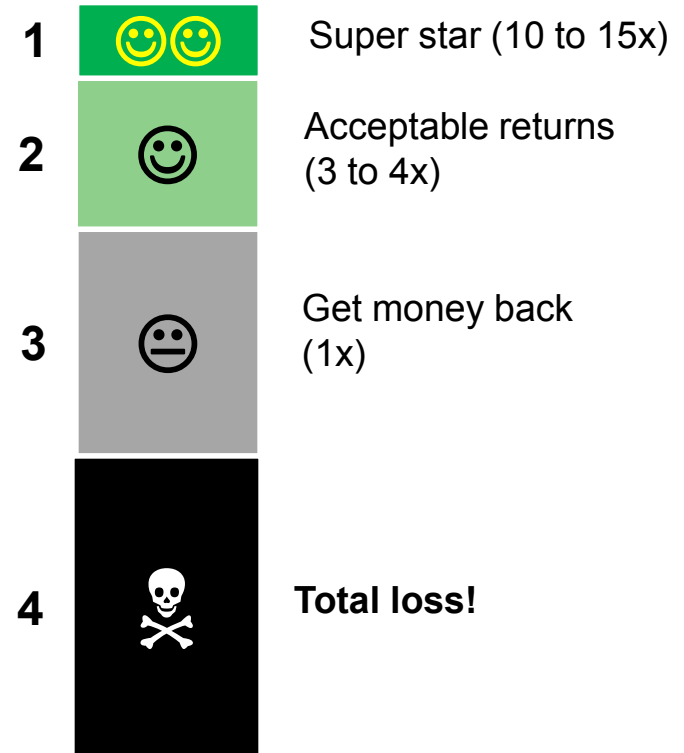 1 Super star (10 to 15x)
2 Acceptable returns
(3 to 4x)
3 Get money back
(1x)
4 Total loss!